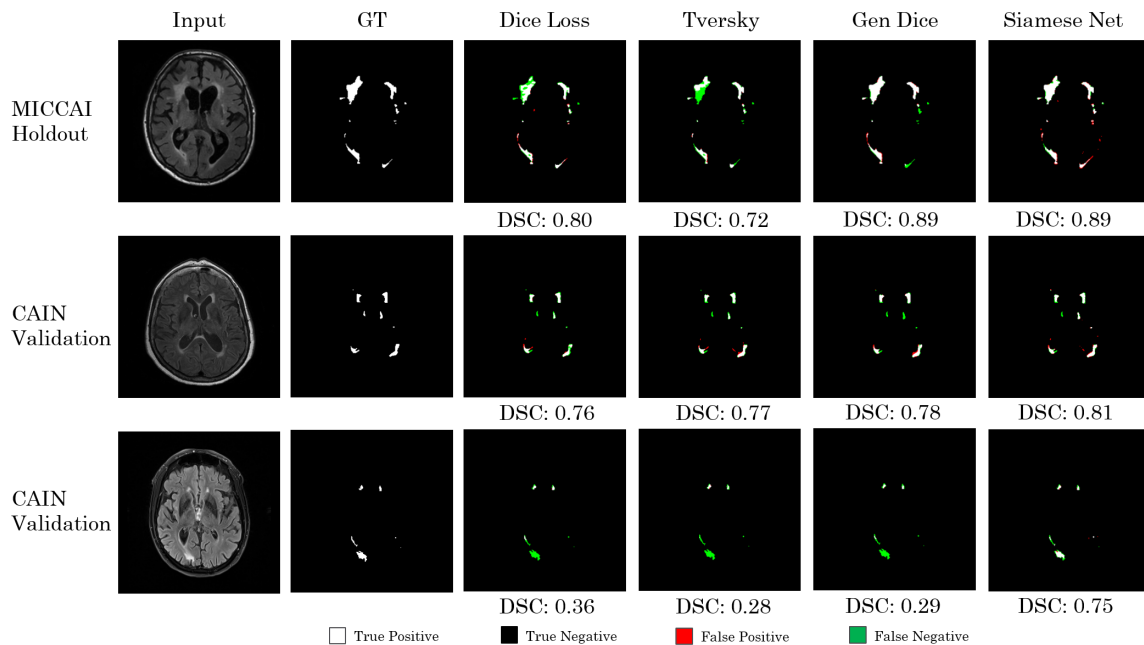 Input GT Dice Loss Tversky Gen Dice Siamese Net
MICCAI
Holdout
DSC: 0.80 DSC: 0.72 DSC: 0.89 DSC: 0.89
CAIN
Validation
DSC: 0.76 DSC: 0.77 DSC: 0.78 DSC: 0.81
CAIN
Validation
DSC: 0.36 DSC: 0.28 DSC: 0.29 DSC: 0.75
True Positive True Negative False Positive False Negative